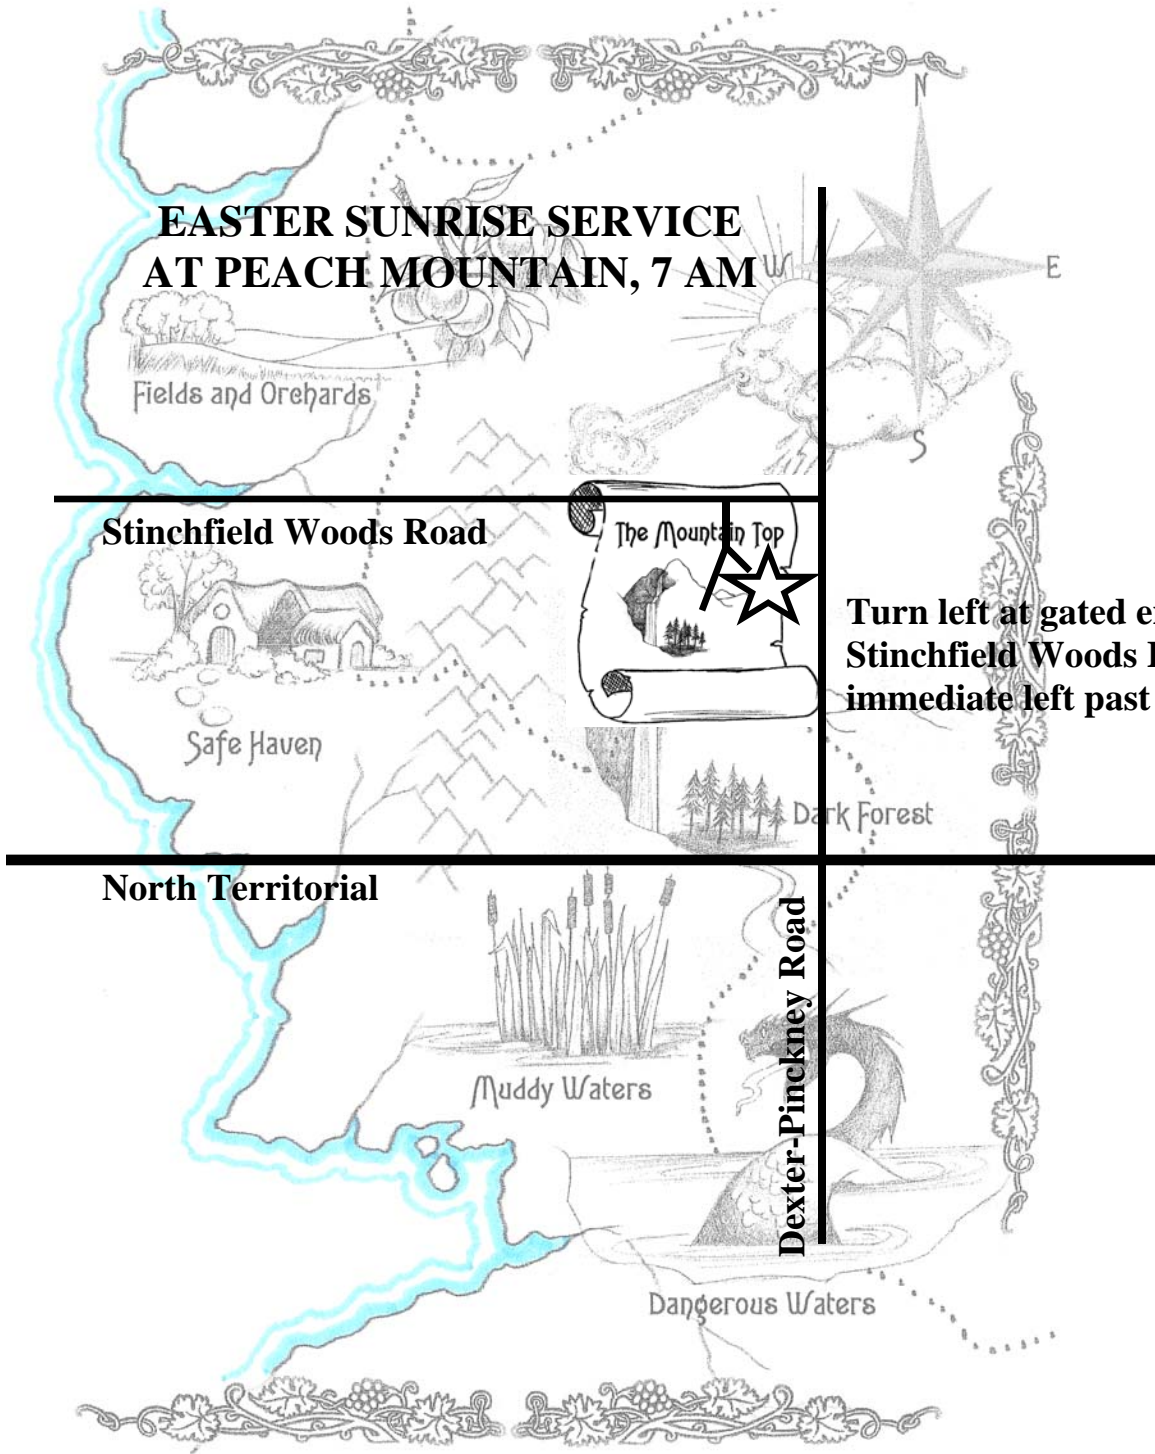 N
EASTER SUNRISE SERVICE
AT PEACH MOUNTAIN, 7 AM
W
E
Fields and Orchards
S
Stinchfield Woods Road
The Mountain Top
Turn left at gated
Stinchfield Woods
immediate left past
Safe Haven
Dark Forest
North Territorial
Dexter-Pinckney Road
Muddy Waters
Dangerous Waters